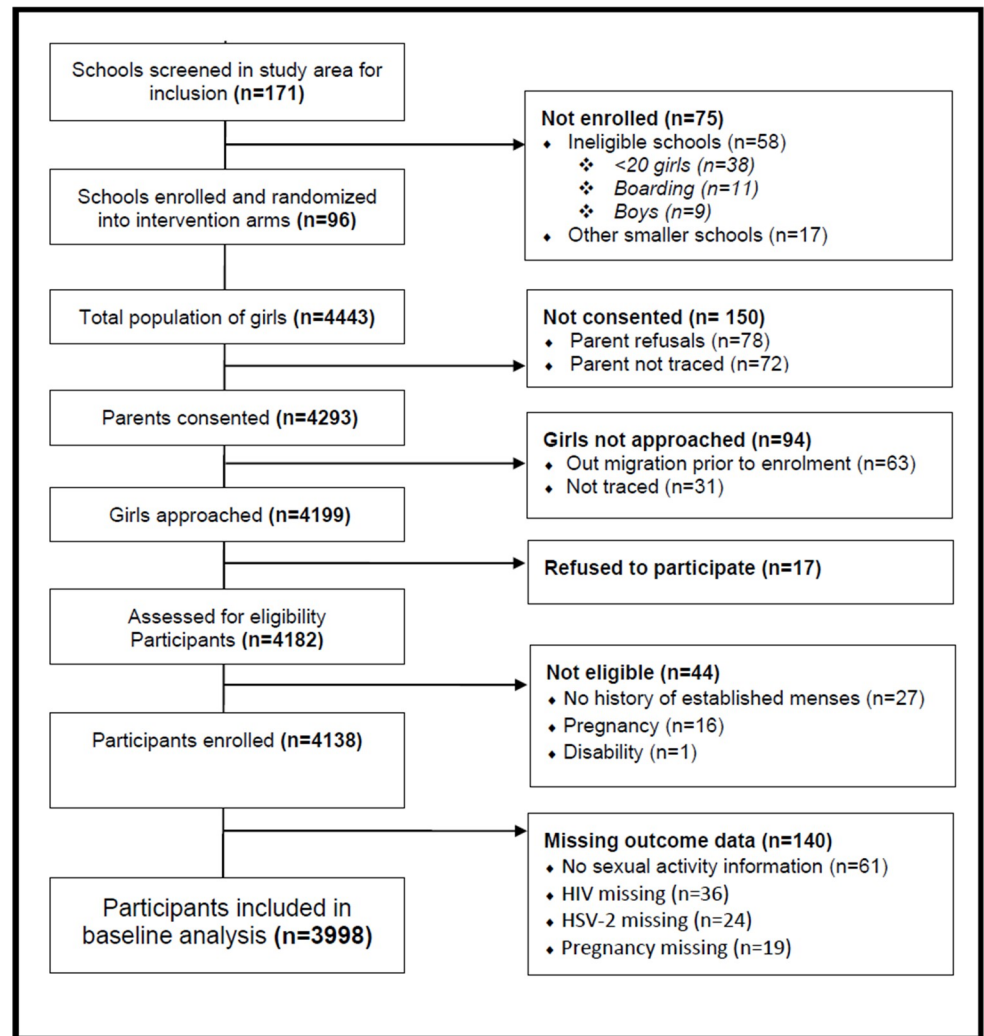 Schools screened in study area for
inclusion (n=171)
Not enrolled (n=75)
⬥ Ineligible schools (n=58)
❖ <20 girls (n=38)
❖ Boarding (n=11)
❖ Boys (n=9)
⬥ Other smaller schools (n=17)
Schools enrolled and randomized
into intervention arms (n=96)
Total population of girls (n=4443)
Not consented (n= 150)
⬥ Parent refusals (n=78)
⬥ Parent not traced (n=72)
Parents consented (n=4293)
Girls not approached (n=94)
⬥ Out migration prior to enrolment (n=63)
⬥ Not traced (n=31)
Girls approached (n=4199)
Refused to participate (n=17)
Assessed for eligibility
Participants (n=4182)
Not eligible (n=44)
⬥ No history of established menses (n=27)
⬥ Pregnancy (n=16)
⬥ Disability (n=1)
Participants enrolled (n=4138)
Missing outcome data (n=140)
⬥ No sexual activity information (n=61)
⬥ HIV missing (n=36)
⬥ HSV-2 missing (n=24)
⬥ Pregnancy missing (n=19)
Participants included in
baseline analysis (n=3998)